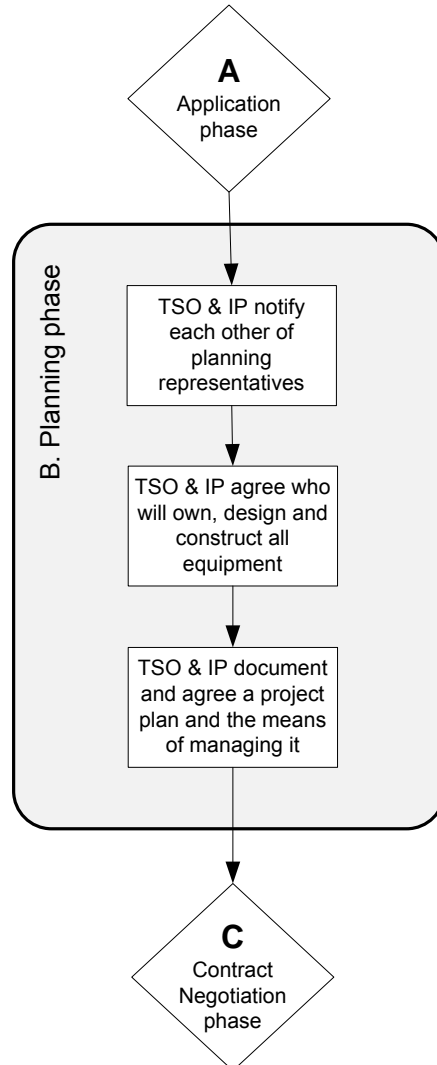 A
Application
phase
B. Planning phase
TSO & IP notify
each other of
planning
representatives
TSO & IP agree who
will own, design and
construct all
equipment
TSO & IP document
and agree a project
plan and the means
of managing it
C
Contract
Negotiation
phase